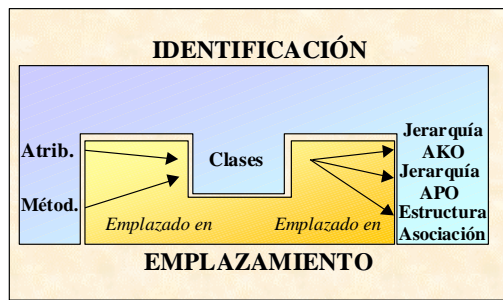 IDENTIFICACIÓN
Atrib.
Métod.
Clases
Jerarquía
AKO
Jerarquía
APO
Estructura
Asociación
Emplazado en
Emplazado en
EMPLAZAMIENTO